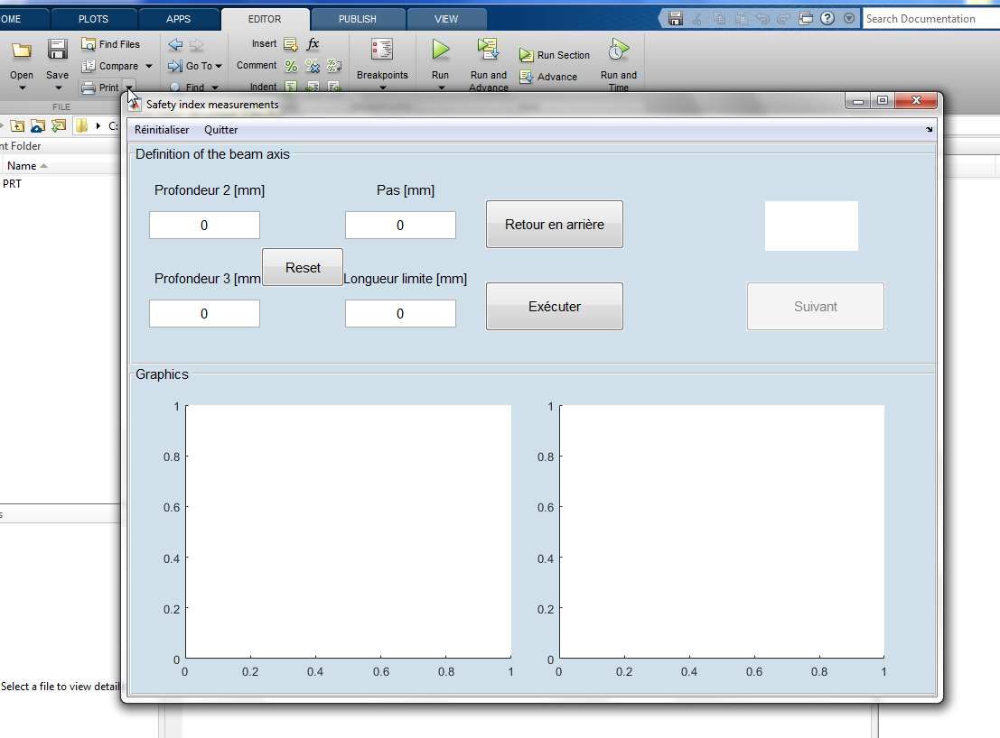 OME PLOTS APPS EDITOR PUBLISH VIEW
Search Documentation
Open
Save
Find Files
Compare
Print
FILE
Go To
Find
Insert fx
Comment
Indent
Breakpoints
Run
Run and
Advance
Run Section
Advance
Run and
Time
C:
nt Folder
Name
PRT
s
Select a file to view detail
Safety index measurements
Réinitialiser Quitter
Definition of the beam axis
Profondeur 2 [mm] Pas [mm]
0 0
Retour en arrière
Reset
Profondeur 3 [mm Longueur limite [mm]
0 0
Exécuter
Suivant
Graphics
1
0.8
0.6
0.4
0.2
0
0 0.2 0.4 0.6 0.8 1
1
0.8
0.6
0.4
0.2
0
0 0.2 0.4 0.6 0.8 1